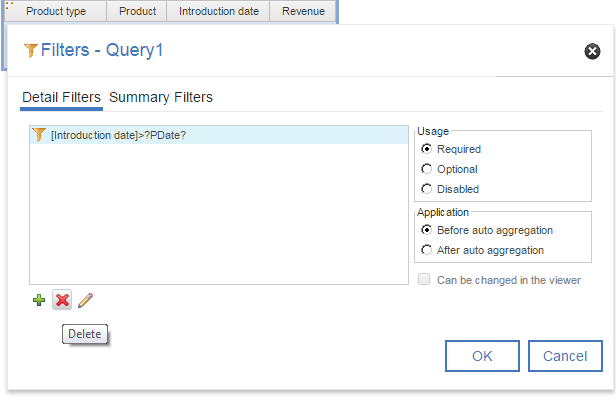 Product type Product Introduction date Revenue
Filters - Query1
Detail Filters Summary Filters
[Introduction date]>?PDate?
Usage
Required
Optional
Disabled
Application
Before auto aggregation
After auto aggregation
Can be changed in the viewer
Delete
OK Cancel